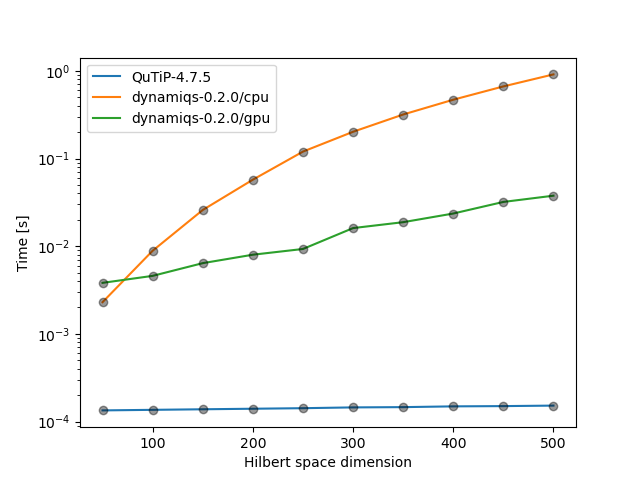 QuTiP-4.7.5
dynamiqs-0.2.0/cpu
dynamiqs-0.2.0/gpu
Time [s]
10⁰
10⁻¹
10⁻²
10⁻³
10⁻⁴
100 200 300 400 500
Hilbert space dimension